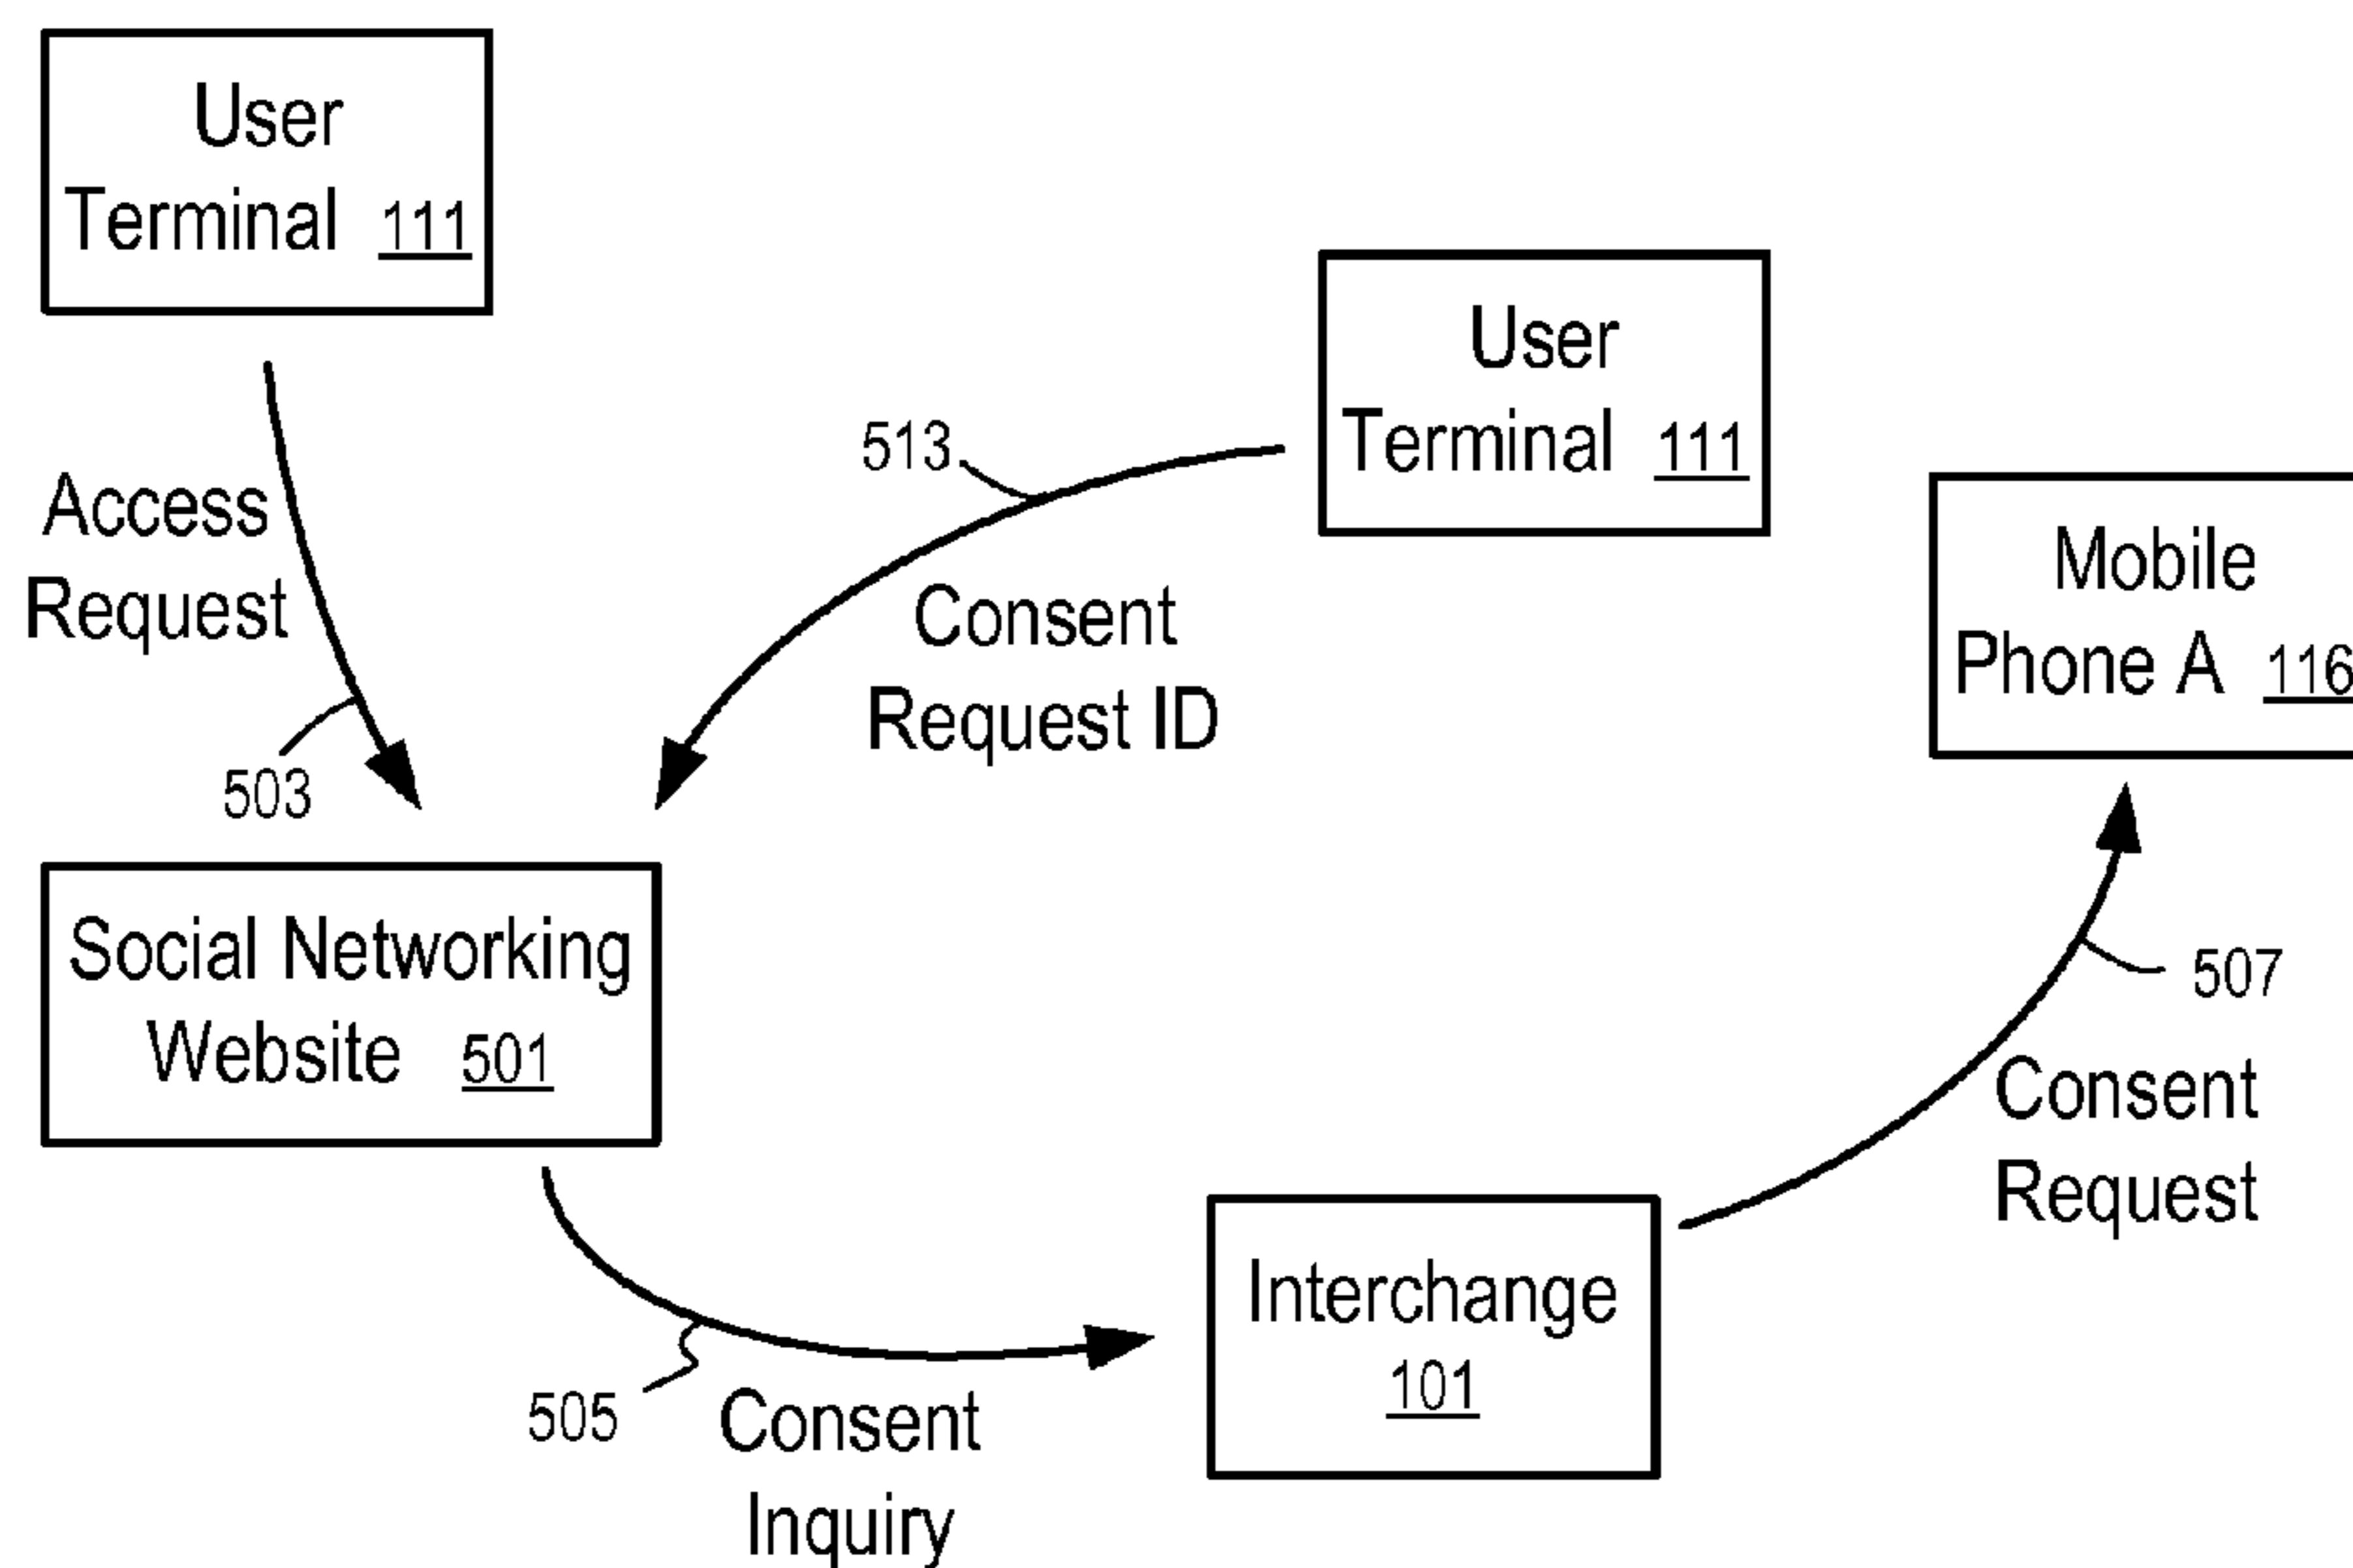 User
Terminal 111
User
Terminal 111
513
Access
Request
Consent
Request ID
Mobile
Phone A 116
503
Social Networking
Website 501
507
Consent
Request
Interchange
101
505
Consent
Inquiry